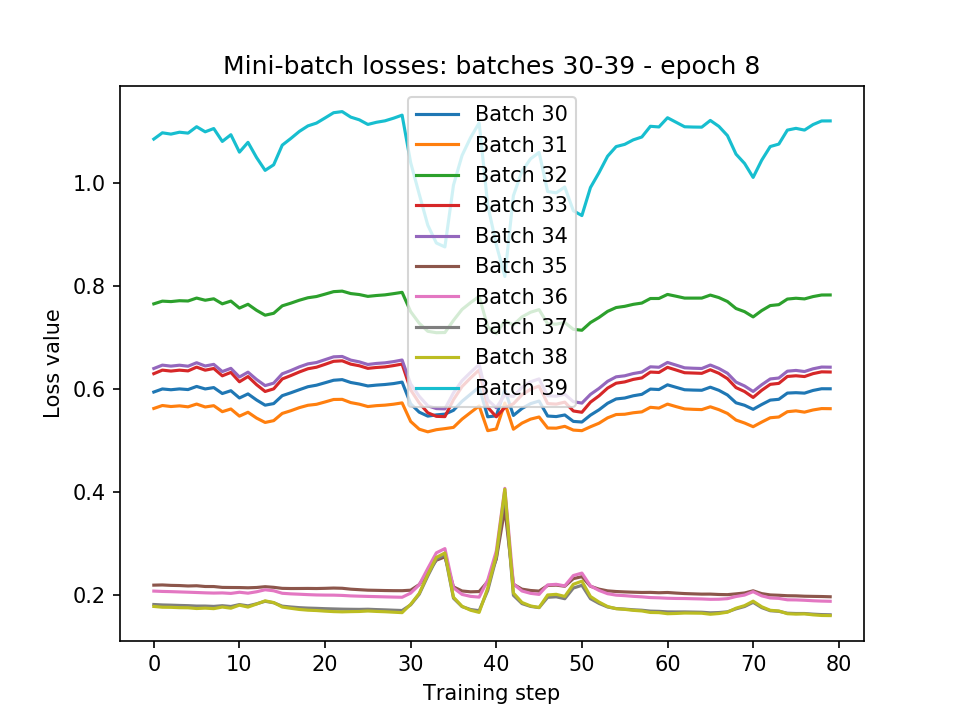 Mini-batch losses: batches 30-39 - epoch 8
Loss value
1.0
0.8
0.6
0.4
0.2
Batch 30
Batch 31
Batch 32
Batch 33
Batch 34
Batch 35
Batch 36
Batch 37
Batch 38
Batch 39
0 10 20 30 40 50 60 70 80
Training step